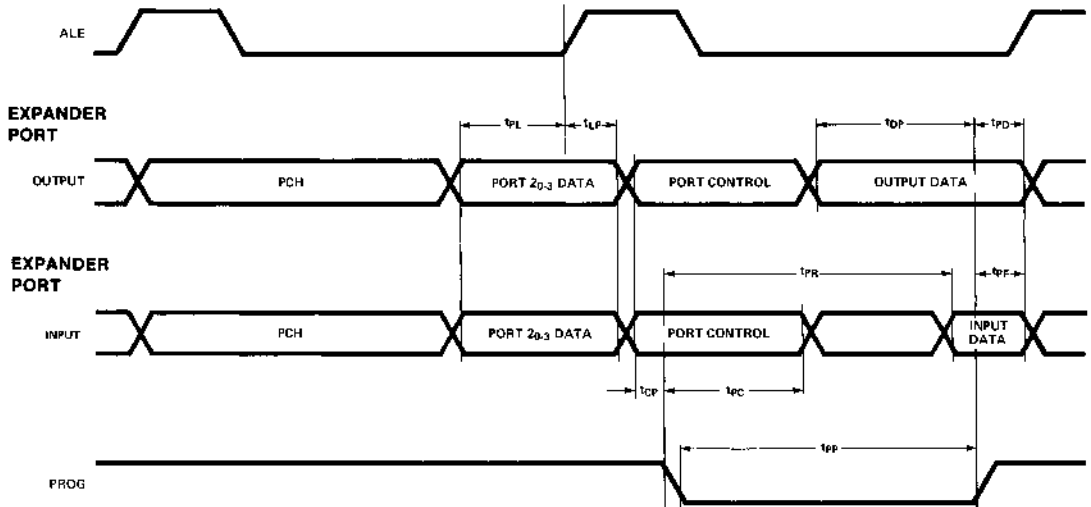 ALE
EXPANDER
PORT
tPL
tLP
tDP
tPD
OUTPUT
PCH
PORT 20-3 DATA
PORT CONTROL
OUTPUT DATA
EXPANDER
PORT
tPR
tPF
INPUT
PCH
PORT 20-3 DATA
PORT CONTROL
INPUT
DATA
tCP
tPC
tPP
PROG